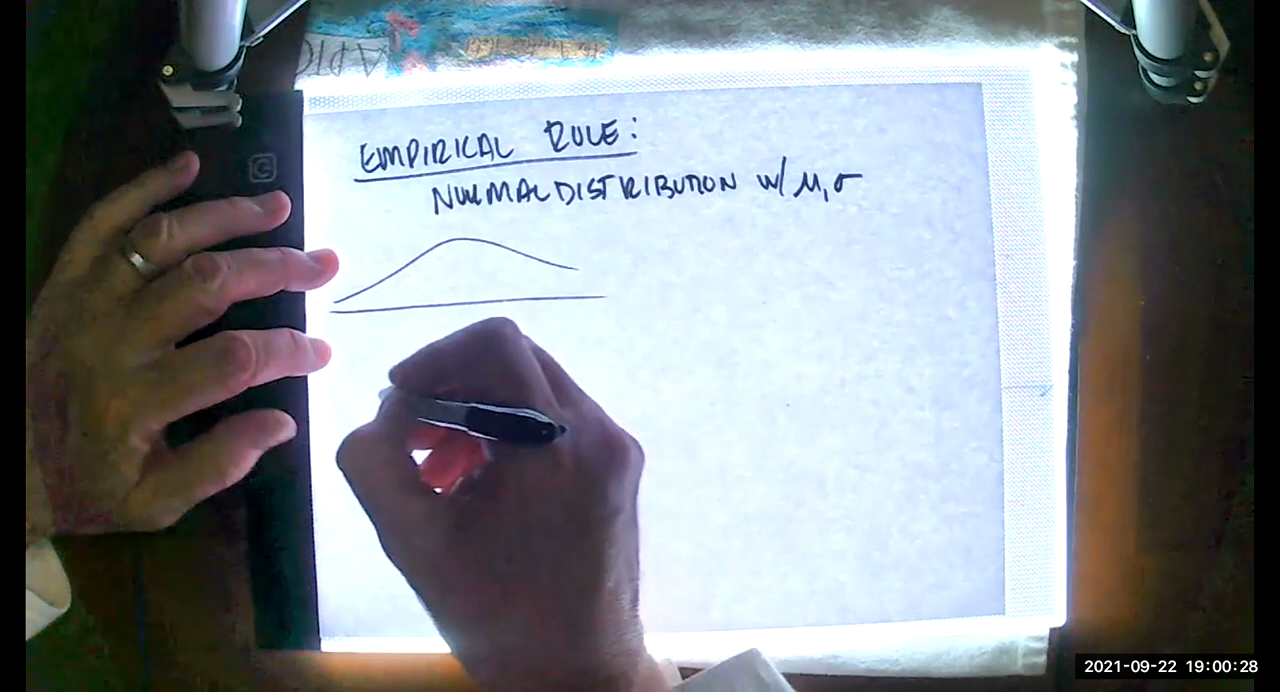 EMPIRICAL RULE:
NORMAL DISTRIBUTION W/ μ, σ
2021-09-22 19:00:28